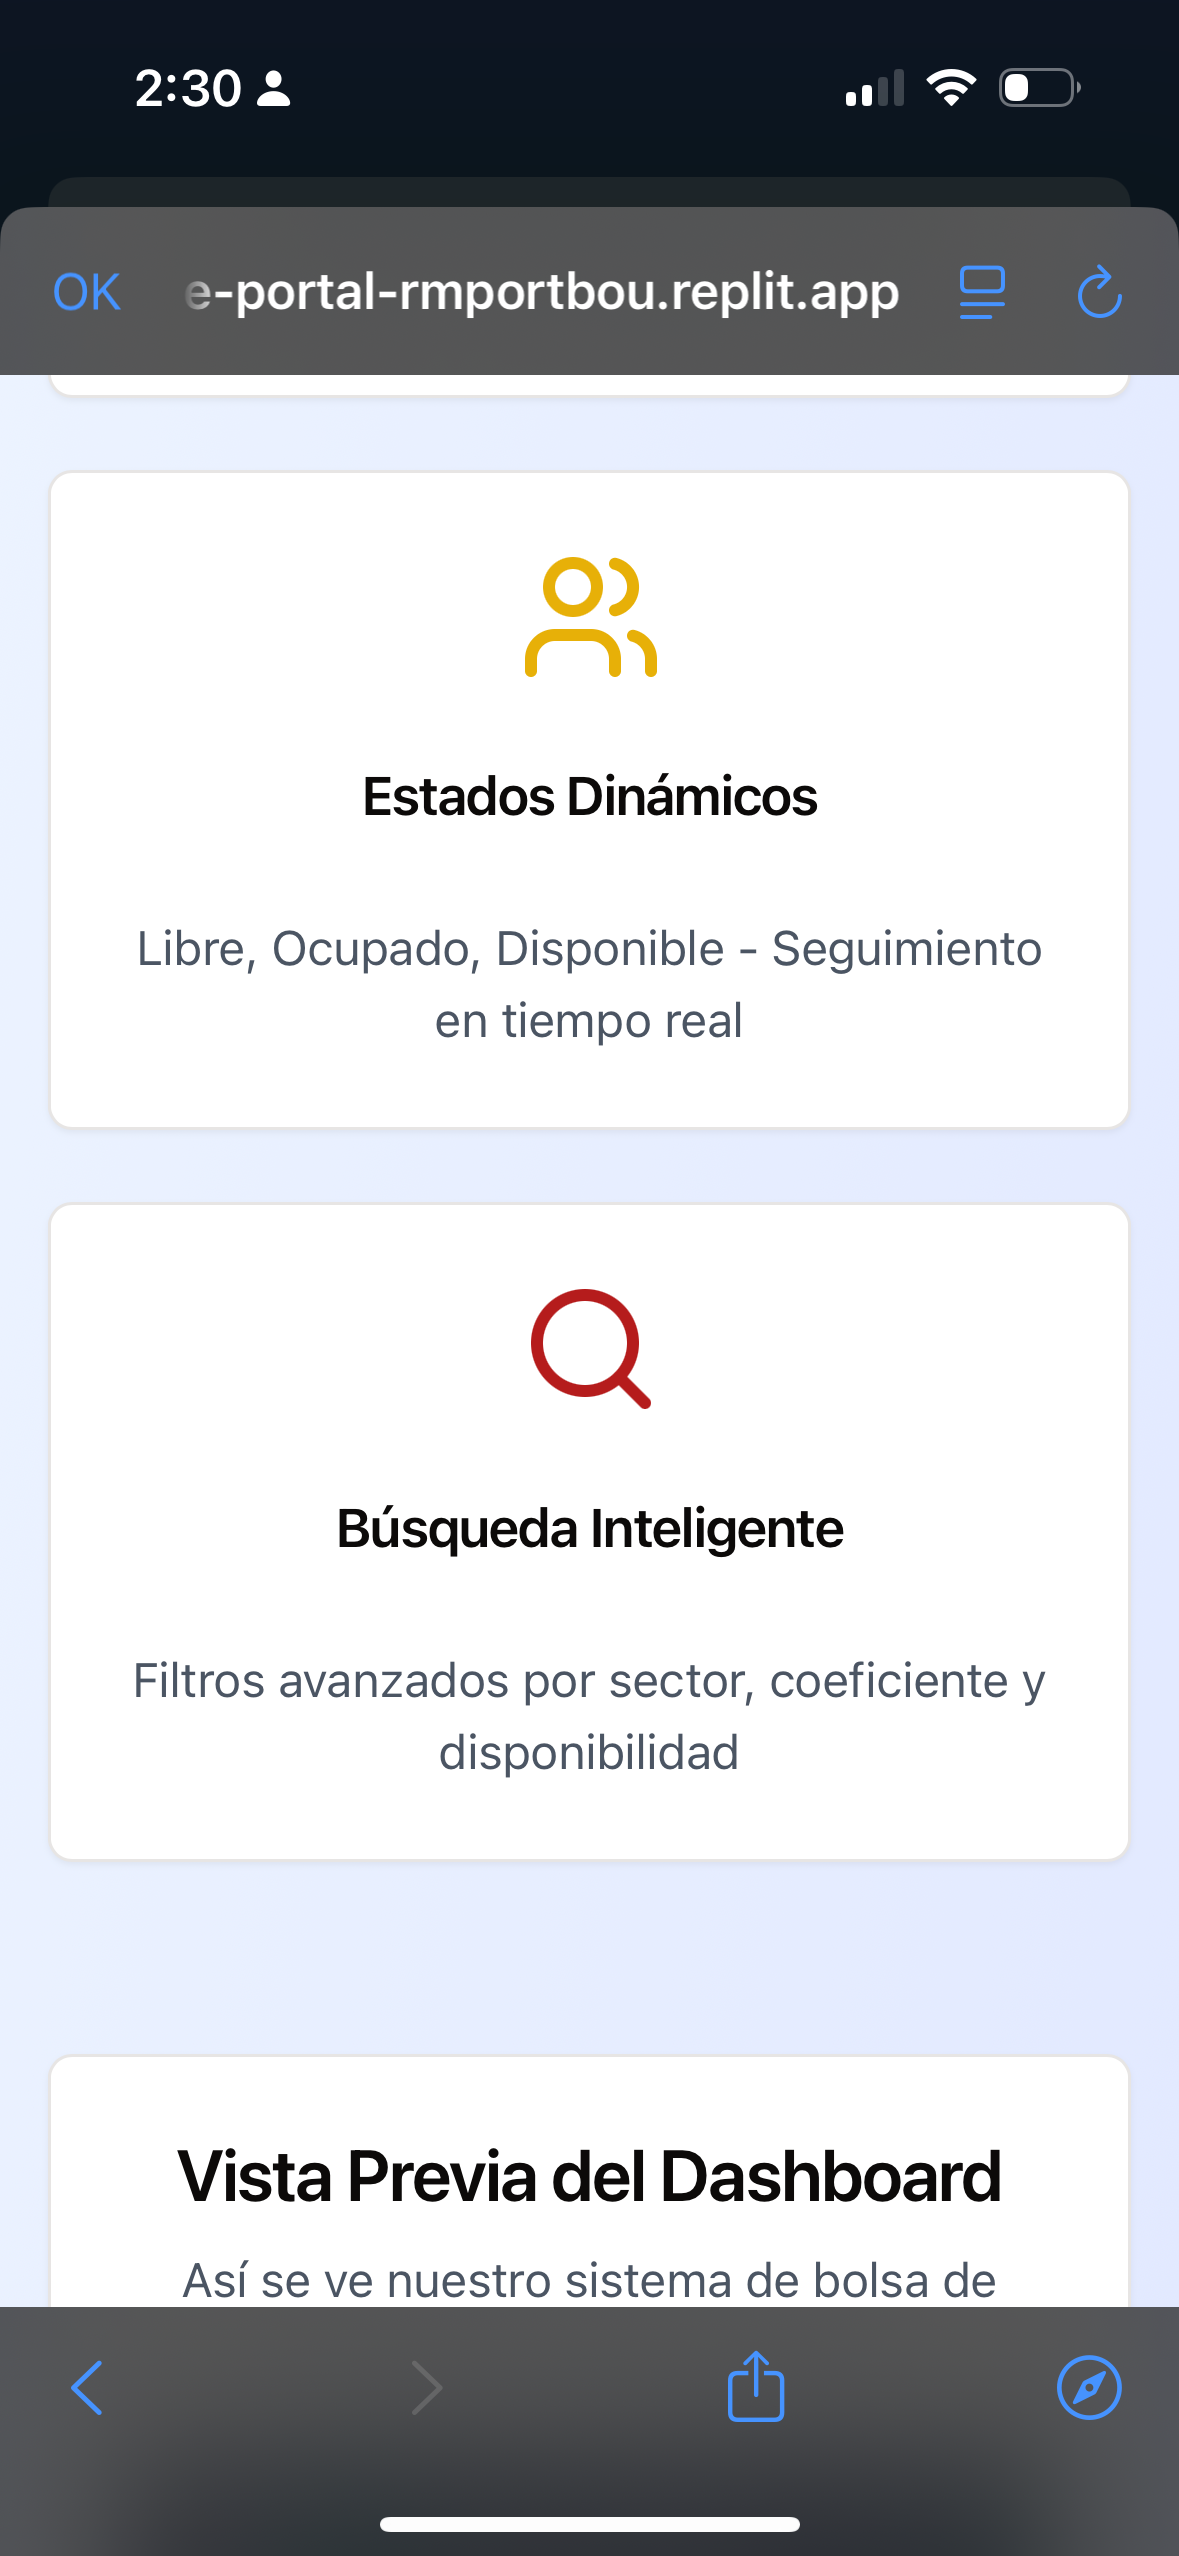 2:30
OK
e-portal-rmportbou.replit.app
Estados Dinámicos
Libre, Ocupado, Disponible - Seguimiento
en tiempo real
Búsqueda Inteligente
Filtros avanzados por sector, coeficiente y
disponibilidad
Vista Previa del Dashboard
Así se ve nuestro sistema de bolsa de